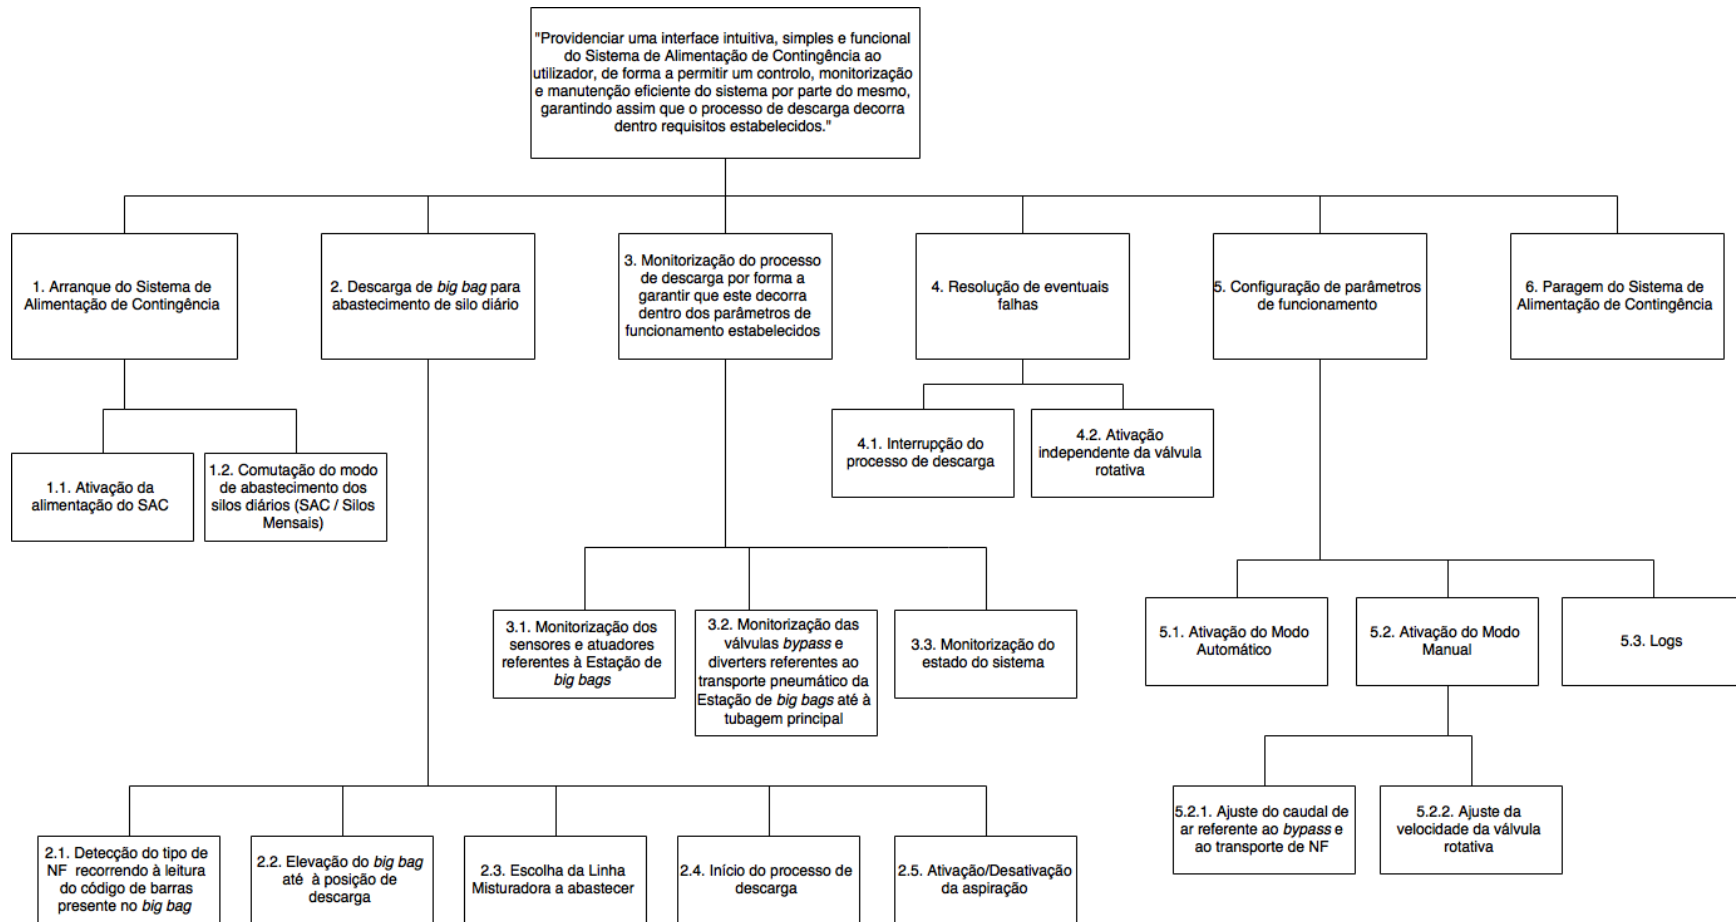 "Providenciar uma interface intuitiva, simples e funcional
do Sistema de Alimentação de Contingência ao
utilizador, de forma a permitir um controlo, monitorização
e manutenção eficiente do sistema por parte do mesmo,
garantindo assim que o processo de descarga decorra
dentro requisitos estabelecidos."
1. Arranque do Sistema de
Alimentação de Contingência
2. Descarga de big bag para
abastecimento de silo diário
3. Monitorização do processo
de descarga por forma a
garantir que este decorra
dentro dos parâmetros de
funcionamento estabelecidos
4. Resolução de eventuais
falhas
5. Configuração de parâmetros
de funcionamento
6. Paragem do Sistema de
Alimentação de Contingência
1.1. Ativação da
alimentação do SAC
1.2. Comutação do modo
de abastecimento dos
silos diários (SAC / Silos
Mensais)
4.1. Interrupção do
processo de descarga
4.2. Ativação
independente da válvula
rotativa
3.1. Monitorização dos
sensores e atuadores
referentes à Estação de
big bags
3.2. Monitorização das
válvulas bypass e
diverters referentes ao
transporte pneumático da
Estação de big bags até à
tubagem principal
3.3. Monitorização do
estado do sistema
5.1. Ativação do Modo
Automático
5.2. Ativação do Modo
Manual
5.3. Logs
5.2.1. Ajuste do caudal de
ar referente ao bypass e
ao transporte de NF
5.2.2. Ajuste da
velocidade da válvula
rotativa
2.1. Detecção do tipo de
NF recorrendo à leitura
do código de barras
presente no big bag
2.2. Elevação do big bag
até à posição de
descarga
2.3. Escolha da Linha
Misturadora a abastecer
2.4. Início do processo de
descarga
2.5. Ativação/Desativação
da aspiração